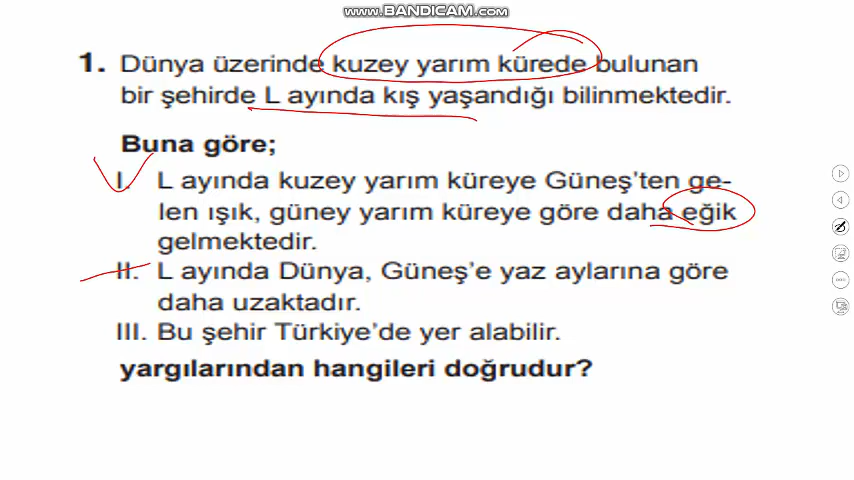 www.BANDICAM.com
1. Dünya üzerinde kuzey yarım kürede bulunan
bir şehirde L ayında kış yaşandığı bilinmektedir.
Buna göre;
I. L ayında kuzey yarım küreye Güneş'ten ge-
len ışık, güney yarım küreye göre daha eğik
gelmektedir.
II. L ayında Dünya, Güneş'e yaz aylarına göre
daha uzaktadır.
III. Bu şehir Türkiye'de yer alabilir.
yargılarından hangileri doğrudur?